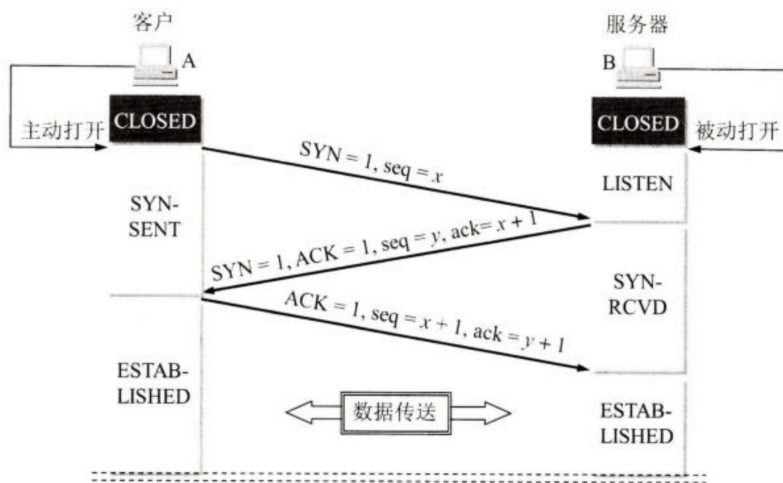 客户
服务器
A
B
主动打开
CLOSED
CLOSED
被动打开
SYN = 1, seq = x
LISTEN
SYN-
SENT
SYN = 1, ACK = 1, seq = y, ack= x + 1
SYN-
RCVD
ACK = 1, seq = x + 1, ack = y + 1
ESTAB-
LISHED
数据传送
ESTAB-
LISHED